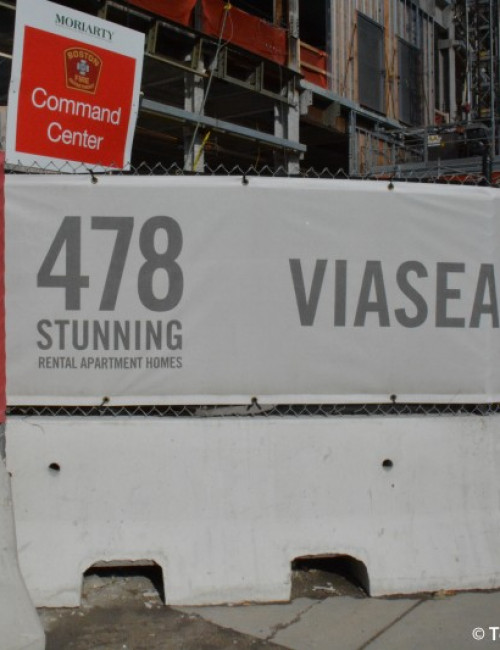 MORIARTY
BOSTON
FIRE
Command
Center
478
STUNNING
RENTAL APARTMENT HOMES
VIASEA
©